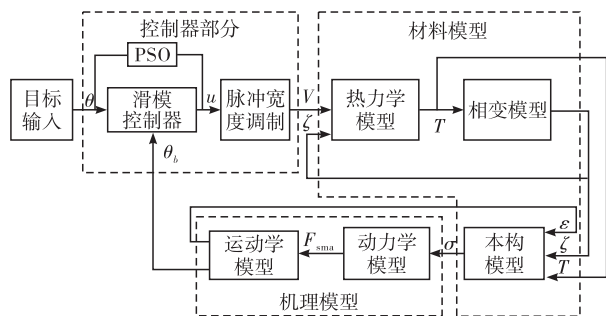 控制器部分
材料模型
PSO
目标
输入
θ
滑模
控制器
u
脉冲宽
度调制
V
ζ
热力学
模型
T
相变模型
θb
运动学
模型
Fsma
动力学
模型
σ
本构
模型
ε
ζ
T
机理模型